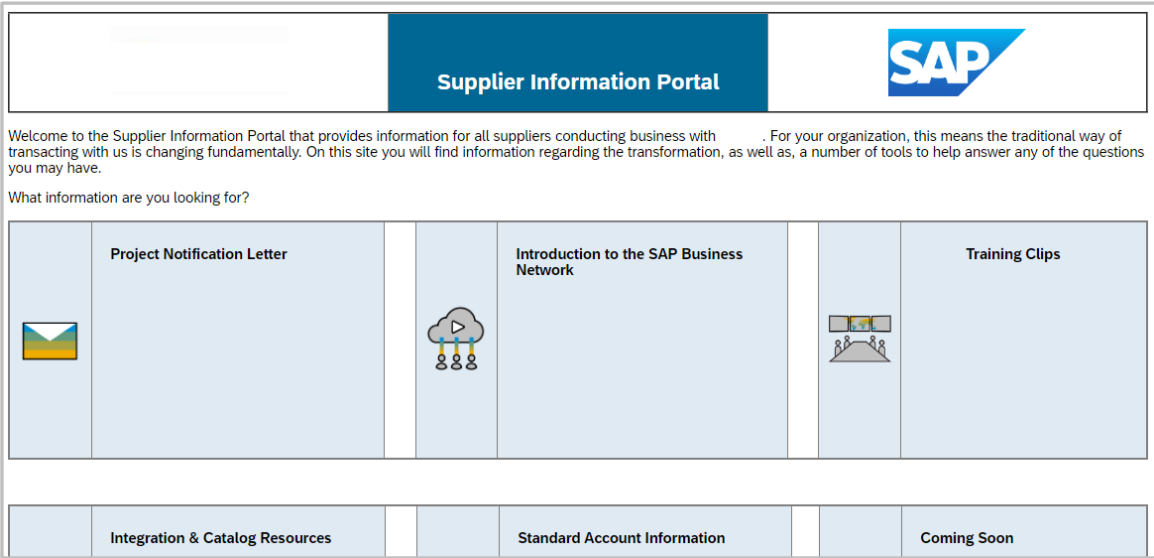 Supplier Information Portal
SAP
Welcome to the Supplier Information Portal that provides information for all suppliers conducting business with . For your organization, this means the traditional way of
transacting with us is changing fundamentally. On this site you will find information regarding the transformation, as well as, a number of tools to help answer any of the questions
you may have.
What information are you looking for?
Project Notification Letter
Introduction to the SAP Business
Network
Training Clips
Integration & Catalog Resources
Standard Account Information
Coming Soon